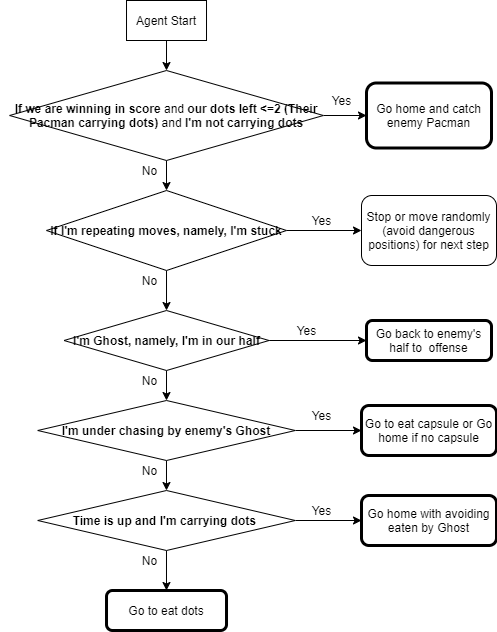 Agent Start
If we are winning in score and our dots left <=2 (Their
Pacman carrying dots) and I'm not carrying dots
Yes
Go home and catch
enemy Pacman
No
If I'm repeating moves, namely, I'm stuck
Yes
Stop or move randomly
(avoid dangerous
positions) for next step
No
I'm Ghost, namely, I'm in our half
Yes
Go back to enemy's
half to offense
No
I'm under chasing by enemy's Ghost
Yes
Go to eat capsule or Go
home if no capsule
No
Time is up and I'm carrying dots
Yes
Go home with avoiding
eaten by Ghost
No
Go to eat dots